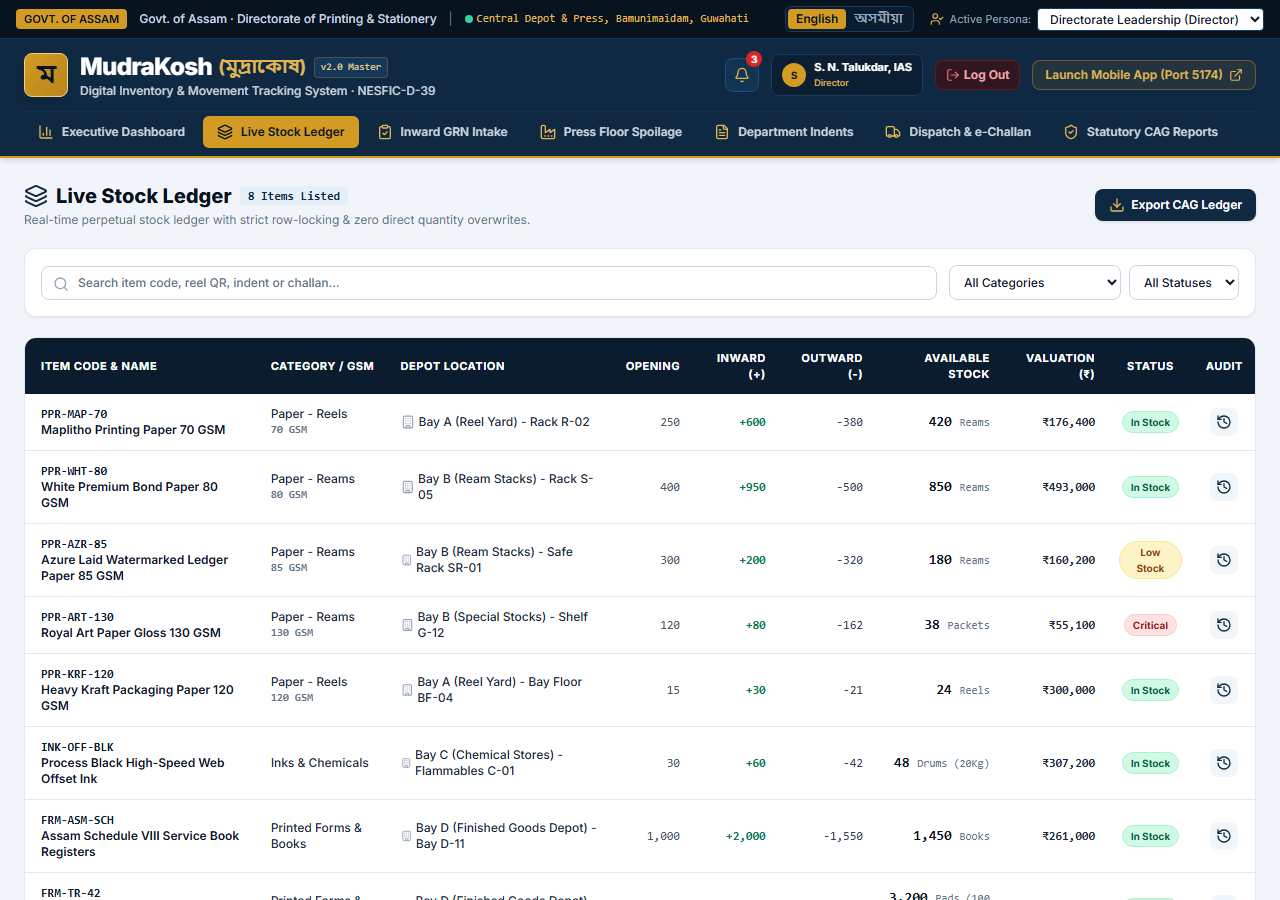 GOVT. OF ASSAM Govt. of Assam · Directorate of Printing & Stationery Central Depot & Press, Bamunimaidam, Guwahati English অসমীয়া Active Persona: Directorate Leadership (Director)
ম MudraKosh (মুদ্ৰাকোষ) v2.0 Master
Digital Inventory & Movement Tracking System · NESFIC-D-39
3
S S. N. Talukdar, IAS
Director
Log Out
Launch Mobile App (Port 5174)
Executive Dashboard Live Stock Ledger Inward GRN Intake Press Floor Spoilage Department Indents Dispatch & e-Challan Statutory CAG Reports
Live Stock Ledger 8 Items Listed
Real-time perpetual stock ledger with strict row-locking & zero direct quantity overwrites.
Export CAG Ledger
Search item code, reel QR, indent or challan... All Categories All Statuses
ITEM CODE & NAME CATEGORY / GSM DEPOT LOCATION OPENING INWARD (+) OUTWARD (-) AVAILABLE STOCK VALUATION (₹) STATUS AUDIT
PPR-MAP-70
Maplitho Printing Paper 70 GSM
Paper - Reels
70 GSM
Bay A (Reel Yard) - Rack R-02
250 +600 -380 420 Reams ₹176,400 In Stock
PPR-WHT-80
White Premium Bond Paper 80
GSM
Paper - Reams
80 GSM
Bay B (Ream Stacks) - Rack S-
05
400 +950 -500 850 Reams ₹493,000 In Stock
PPR-AZR-85
Azure Laid Watermarked Ledger
Paper 85 GSM
Paper - Reams
85 GSM
Bay B (Ream Stacks) - Safe
Rack SR-01
300 +200 -320 180 Reams ₹160,200 Low
Stock
PPR-ART-130
Royal Art Paper Gloss 130 GSM
Paper - Reams
130 GSM
Bay B (Special Stocks) - Shelf
G-12
120 +80 -162 38 Packets ₹55,100 Critical
PPR-KRF-120
Heavy Kraft Packaging Paper 120
GSM
Paper - Reels
120 GSM
Bay A (Reel Yard) - Bay Floor
BF-04
15 +30 -21 24 Reels ₹300,000 In Stock
INK-OFF-BLK
Process Black High-Speed Web
Offset Ink
Inks & Chemicals
Bay C (Chemical Stores) -
Flammables C-01
30 +60 -42 48 Drums (20Kg) ₹307,200 In Stock
FRM-ASM-SCH
Assam Schedule VIII Service Book
Registers
Printed Forms &
Books
Bay D (Finished Goods Depot) -
Bay D-11
1,000 +2,000 -1,550 1,450 Books ₹261,000 In Stock
FRM-TR-42
Printed Forms &
Bay D (Finished Goods Depot)
3,200 Pads (100